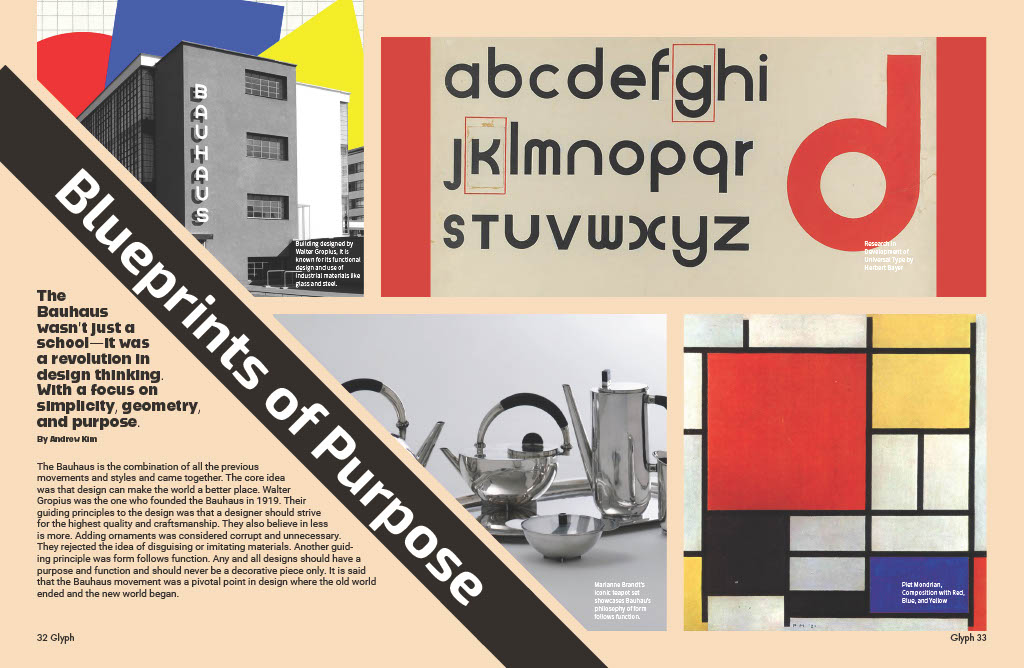 BAUHAUS
Building designed by
Walter Gropius, it is
known for its functional
design and use of
industrial materials like
glass and steel.
abcdefghi
jklmnopqr
sTUVWXyz
d
Research in
Development of
Universal Type by
Herbert Bayer
Blueprints of Purpose
The
Bauhaus
wasn't just a
school—it was
a revolution in
design thinking.
With a focus on
simplicity, geometry,
and purpose.
By Andrew Kim
The Bauhaus is the combination of all the previous
movements and styles and came together. The core idea
was that design can make the world a better place. Walter
Gropius was the one who founded the Bauhaus in 1919. Their
guiding principles to the design was that a designer should strive
for the highest quality and craftsmanship. They also believe in less
is more. Adding ornaments was considered corrupt and unnecessary.
They rejected the idea of disguising or imitating materials. Another guid-
ing principle was form follows function. Any and all designs should have a
purpose and function and should never be a decorative piece only. It is said
that the Bauhaus movement was a pivotal point in design where the old world
ended and the new world began.
Marianne Brandt's
iconic teapot set
showcases Bauhau's
philosophy of form
follows function.
Piet Mondrian,
Composition with Red,
Blue, and Yellow
32 Glyph
Glyph 33